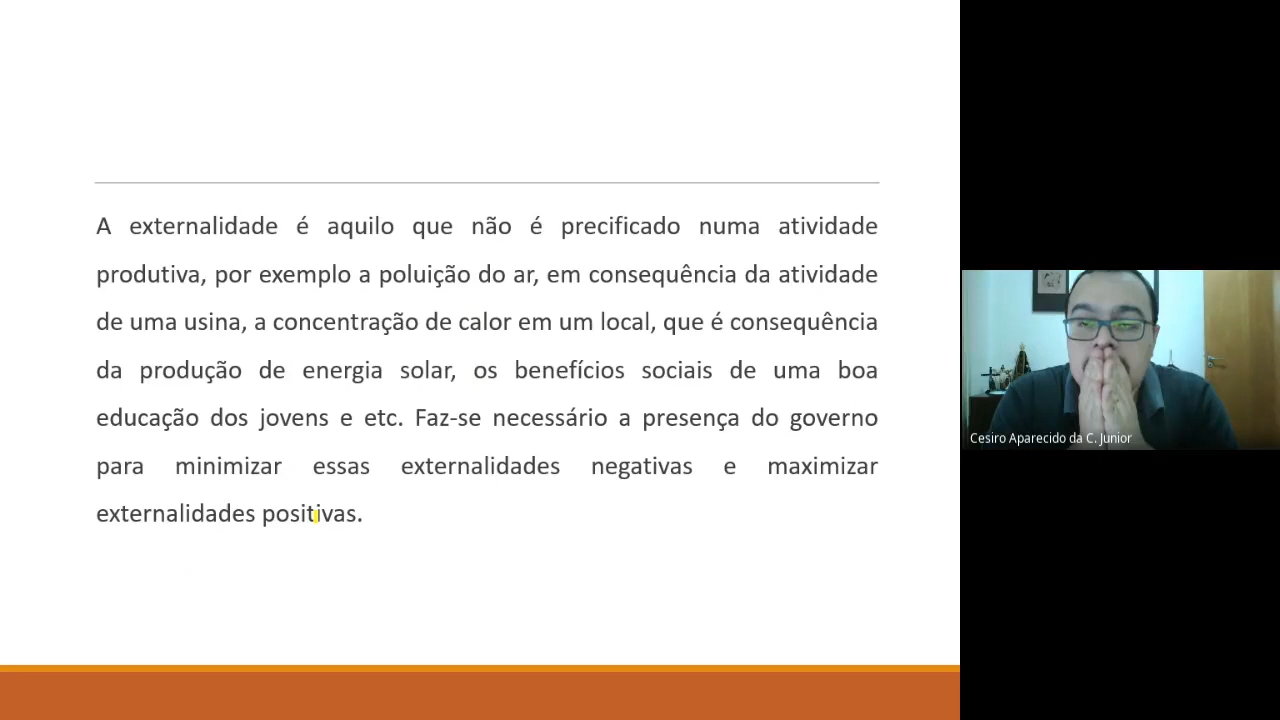 A externalidade é aquilo que não é precificado numa atividade
produtiva, por exemplo a poluição do ar, em consequência da atividade
de uma usina, a concentração de calor em um local, que é consequência
da produção de energia solar, os benefícios sociais de uma boa
educação dos jovens e etc. Faz-se necessário a presença do governo
para minimizar essas externalidades negativas e maximizar
externalidades positivas.
Cesiro Aparecido da C. Junior